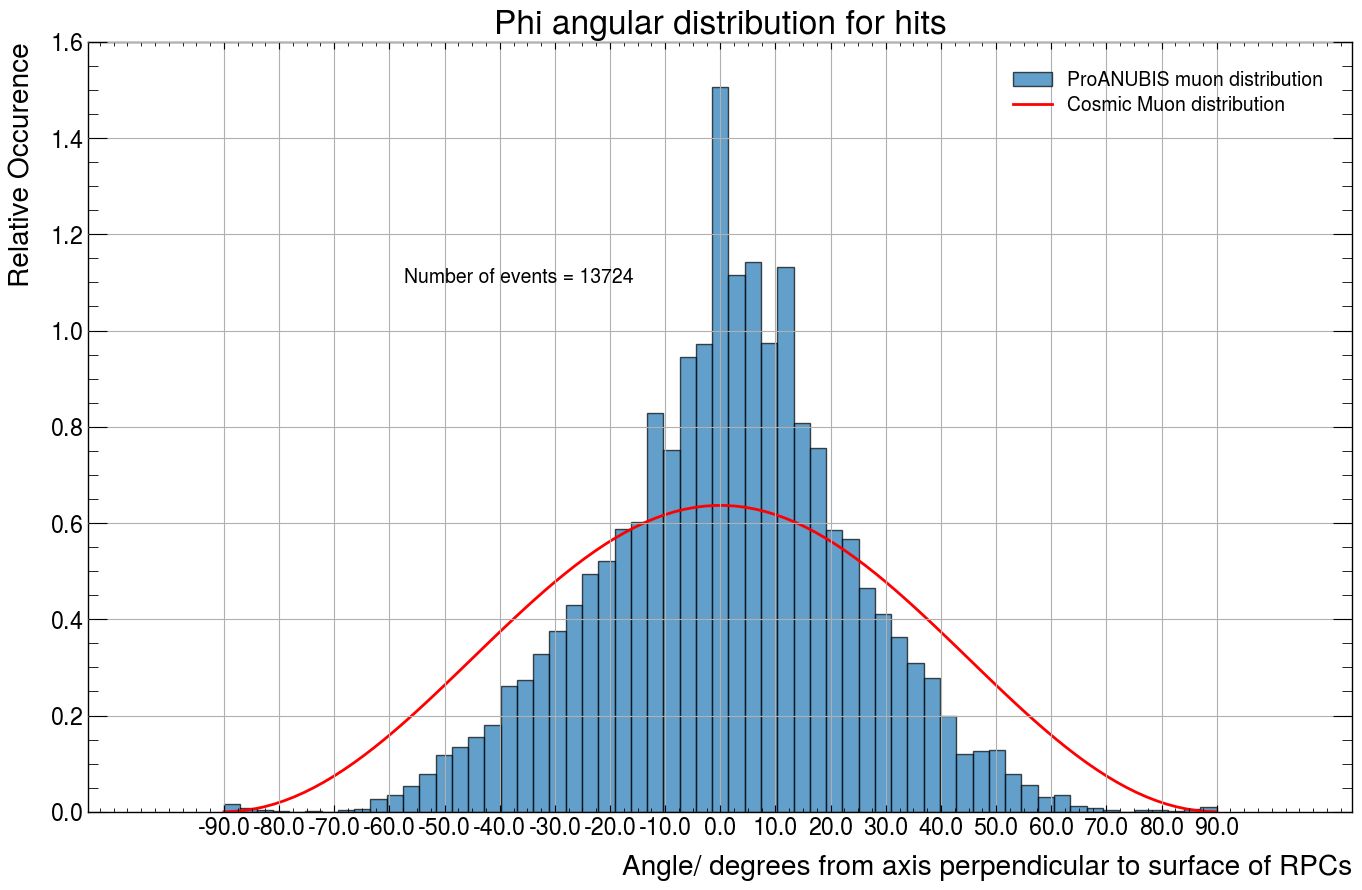 Phi angular distribution for hits
Relative Occurence
1.6
1.4
1.2
1.0
0.8
0.6
0.4
0.2
0.0
ProANUBIS muon distribution
Cosmic Muon distribution
Number of events = 13724
-90.0 -80.0 -70.0 -60.0 -50.0 -40.0 -30.0 -20.0 -10.0 0.0 10.0 20.0 30.0 40.0 50.0 60.0 70.0 80.0 90.0
Angle/ degrees from axis perpendicular to surface of RPCs